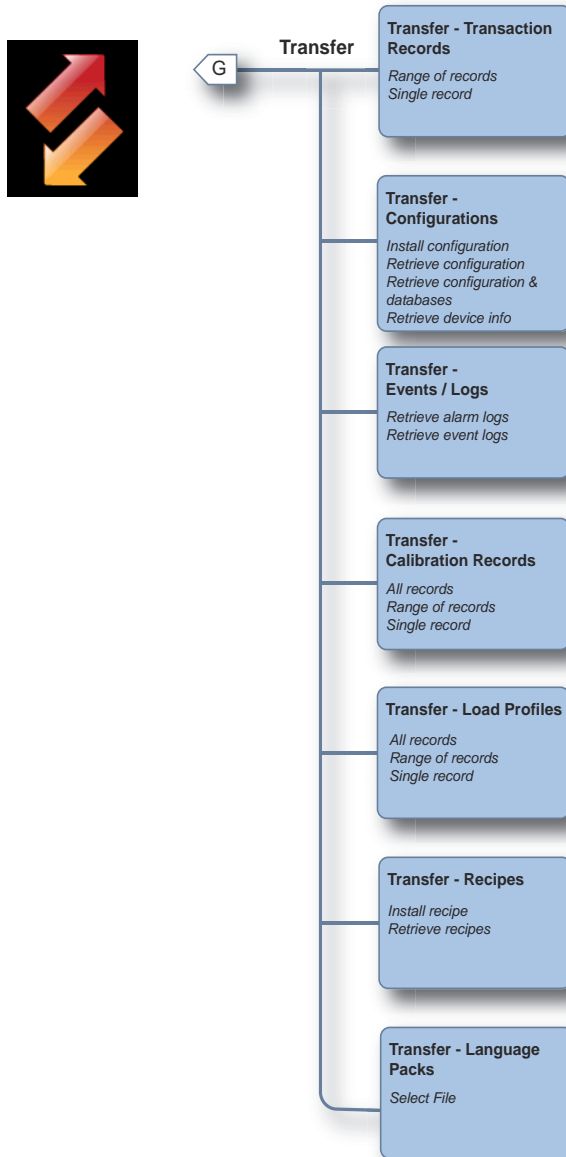 G
Transfer
Transfer - Transaction
Records
Range of records
Single record
Transfer -
Configurations
Install configuration
Retrieve configuration
Retrieve configuration &
databases
Retrieve device info
Transfer -
Events / Logs
Retrieve alarm logs
Retrieve event logs
Transfer -
Calibration Records
All records
Range of records
Single record
Transfer - Load Profiles
All records
Range of records
Single record
Transfer - Recipes
Install recipe
Retrieve recipes
Transfer - Language
Packs
Select File